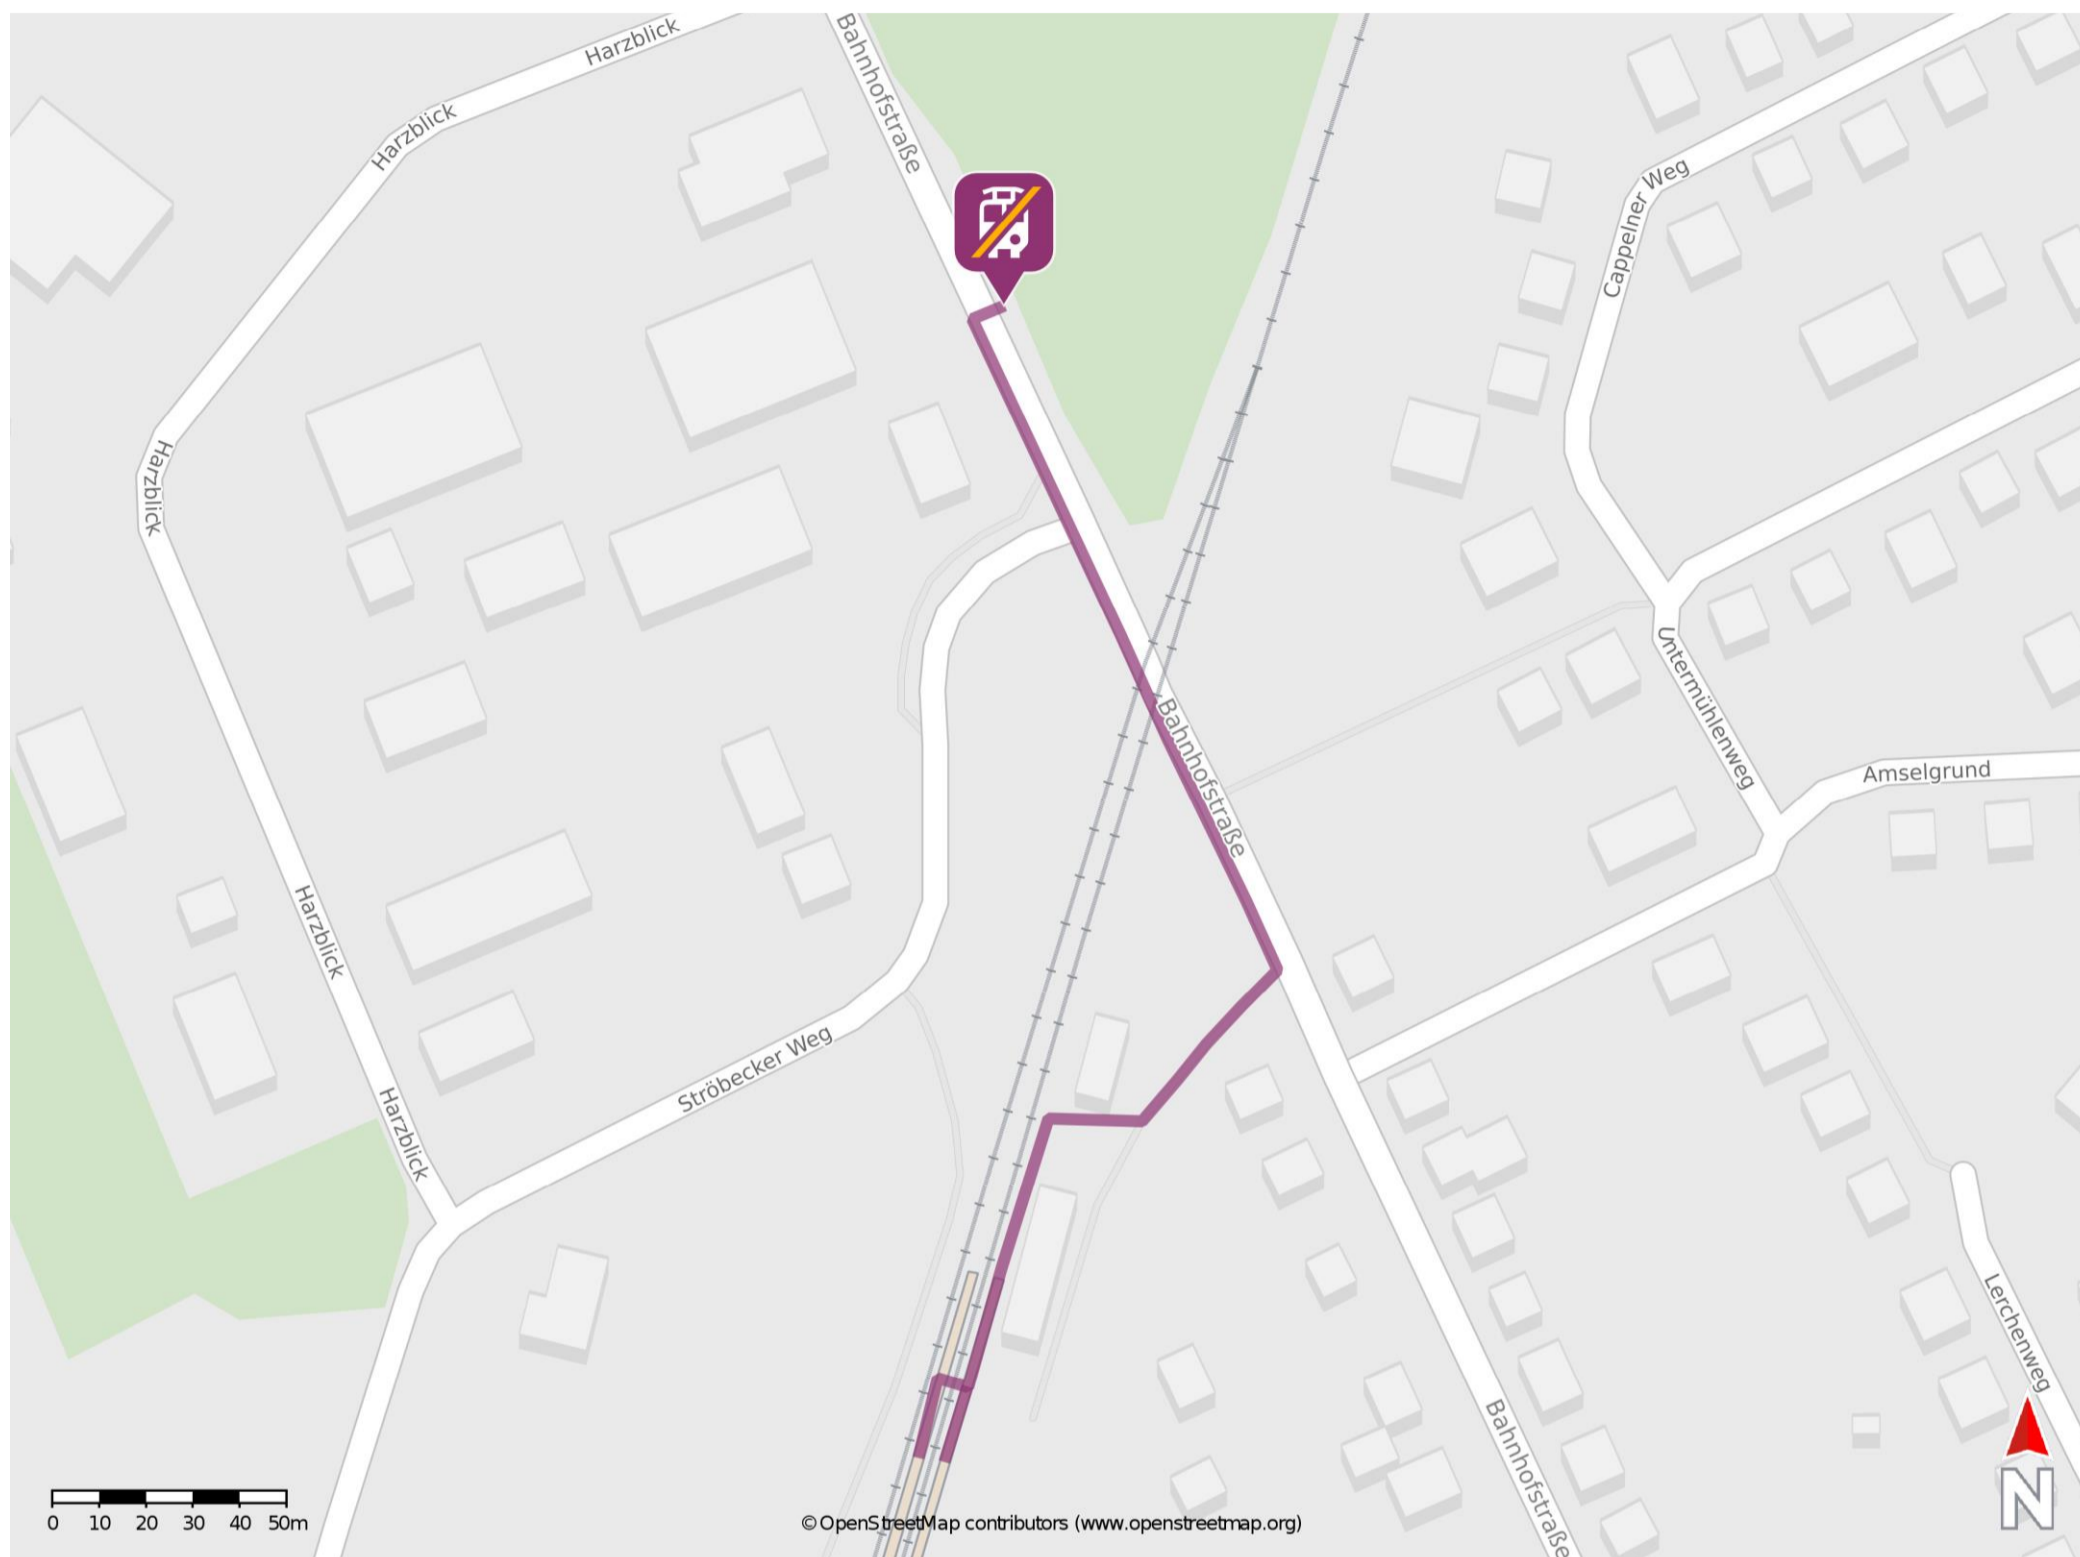 Harzblick
Bahnhofstraße
Harzblick
Cappelner Weg
Harzblick
Untermühlenweg
Bahnhofstraße
Amselgrund
Harzblick
Ströbecker Weg
Harzblick
Lerchenweg
Bahnhofstraße
N
0 10 20 30 40 50m
© OpenStreetMap contributors (www.openstreetmap.org)